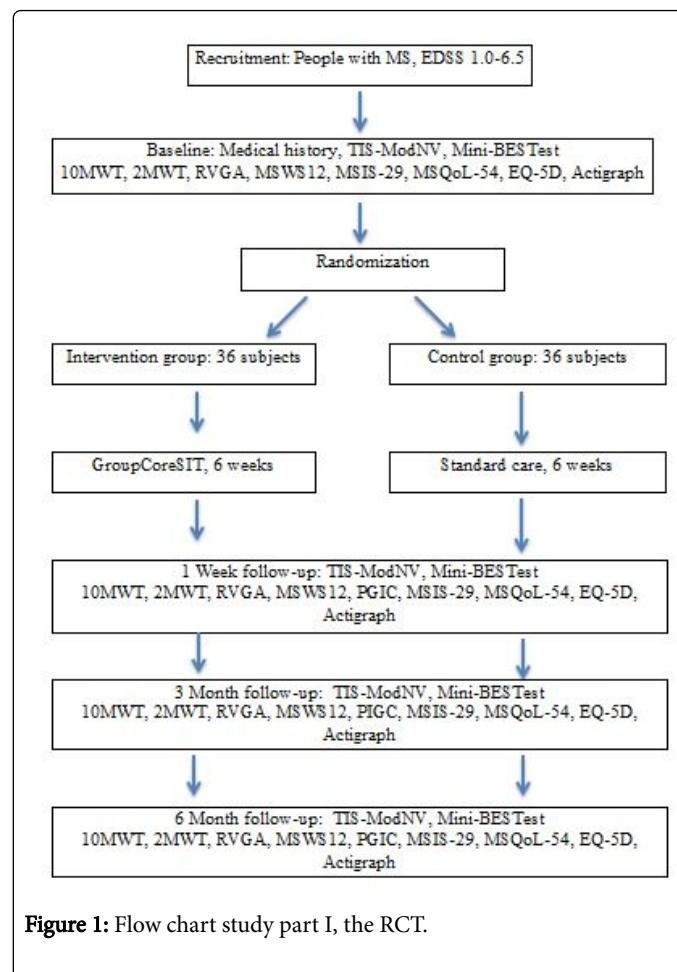 Recruitment: People with MS, EDSS 1.0-6.5
Baseline: Medical history, TIS-ModNV, Mini-BESTest
10MWT, 2MWT, RVGA, MSWS12, MSIS-29, MSQoL-54, EQ-5D, Actigraph
Randomization
Intervention group: 36 subjects
Control group: 36 subjects
GroupCoreSIT, 6 weeks
Standard care, 6 weeks
1 Week follow-up: TIS-ModNV, Mini-BESTest
10MWT, 2MWT, RVGA, MSWS12, PGIC, MSIS-29, MSQoL-54, EQ-5D,
Actigraph
3 Month follow-up: TIS-ModNV, Mini-BESTest
10MWT, 2MWT, RVGA, MSWS12, PIGC, MSIS-29, MSQoL-54, EQ-5D,
Actigraph
6 Month follow-up: TIS-ModNV, Mini-BESTest
10MWT, 2MWT, RVGA, MSWS12, PGIC, MSIS-29, MSQoL-54, EQ-5D,
Actigraph
Figure 1: Flow chart study part I, the RCT.